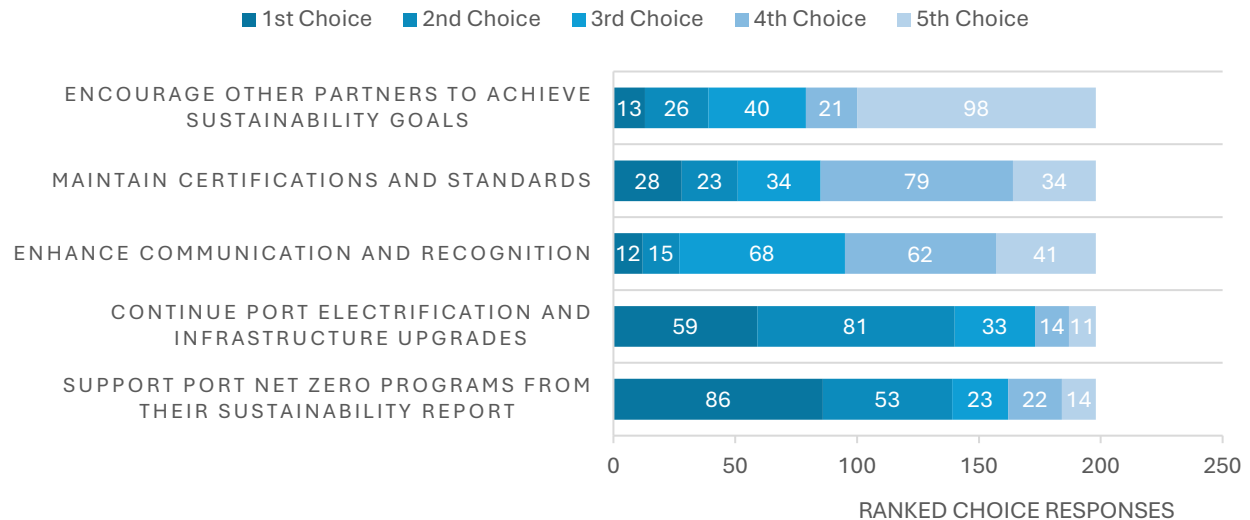 1st Choice 2nd Choice 3rd Choice 4th Choice 5th Choice
ENCOURAGE OTHER PARTNERS TO ACHIEVE
SUSTAINABILITY GOALS
13 26 40 21 98
MAINTAIN CERTIFICATIONS AND STANDARDS
28 23 34 79 34
ENHANCE COMMUNICATION AND RECOGNITION
12 15 68 62 41
CONTINUE PORT ELECTRIFICATION AND
INFRASTRUCTURE UPGRADES
59 81 33 14 11
SUPPORT PORT NET ZERO PROGRAMS FROM
THEIR SUSTAINABILITY REPORT
86 53 23 22 14
0 50 100 150 200 250
RANKED CHOICE RESPONSES